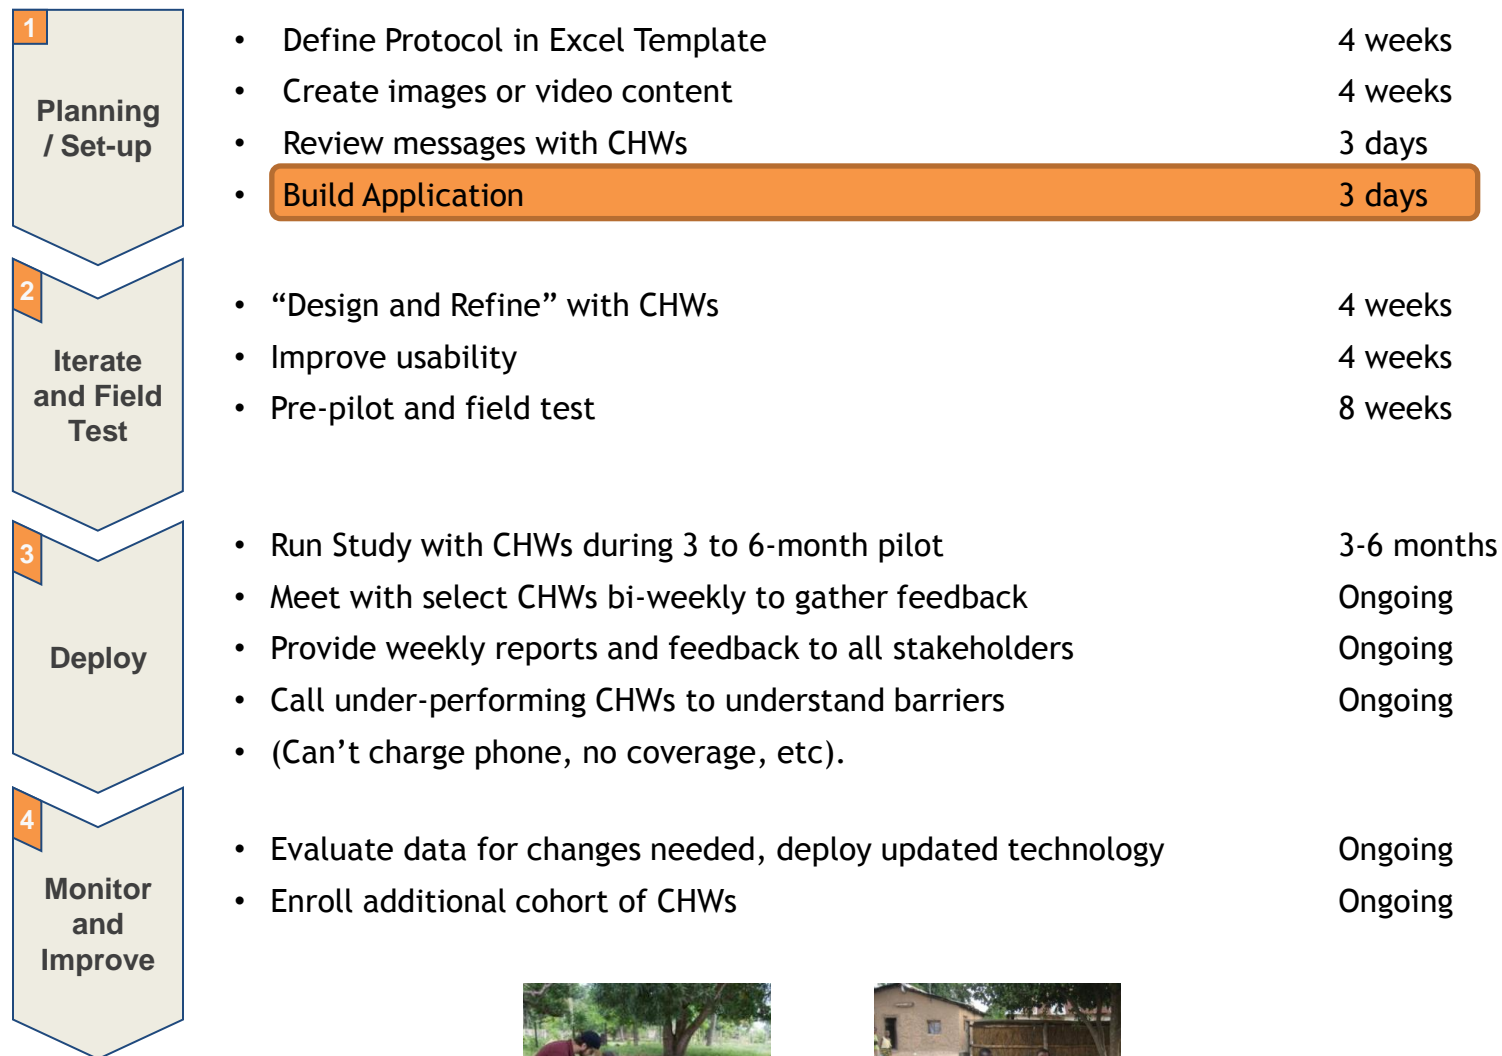 1
Planning
/ Set-up
• Define Protocol in Excel Template 4 weeks
• Create images or video content 4 weeks
• Review messages with CHWs 3 days
• Build Application 3 days
2
Iterate
and Field
Test
• “Design and Refine” with CHWs 4 weeks
• Improve usability 4 weeks
• Pre-pilot and field test 8 weeks
3
Deploy
• Run Study with CHWs during 3 to 6-month pilot 3-6 months
• Meet with select CHWs bi-weekly to gather feedback Ongoing
• Provide weekly reports and feedback to all stakeholders Ongoing
• Call under-performing CHWs to understand barriers Ongoing
• (Can’t charge phone, no coverage, etc).
4
Monitor
and
Improve
• Evaluate data for changes needed, deploy updated technology Ongoing
• Enroll additional cohort of CHWs Ongoing